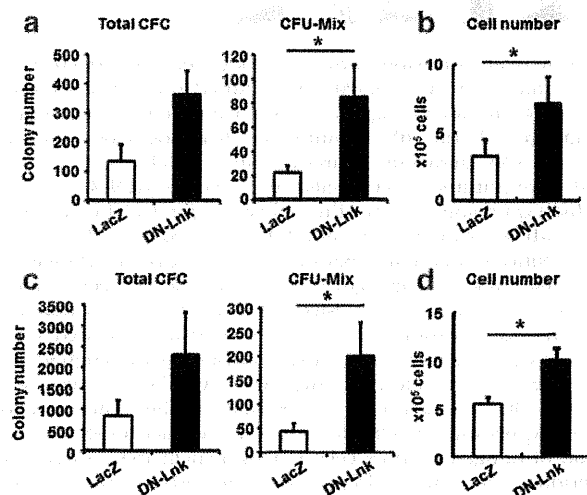 a
Total CFC
CFU-Mix
b
Cell number
Colony number
500
400
300
200
100
0
LacZ
DN-Lnk
120
100
80
60
40
20
0
*
LacZ
DN-Lnk
x10⁵ cells
10
5
0
*
LacZ
DN-Lnk
c
Total CFC
CFU-Mix
d
Cell number
Colony number
3500
3000
2500
2000
1500
1000
500
0
LacZ
DN-Lnk
250
200
150
100
50
0
*
LacZ
DN-Lnk
x10⁵ cells
15
10
5
0
*
LacZ
DN-Lnk